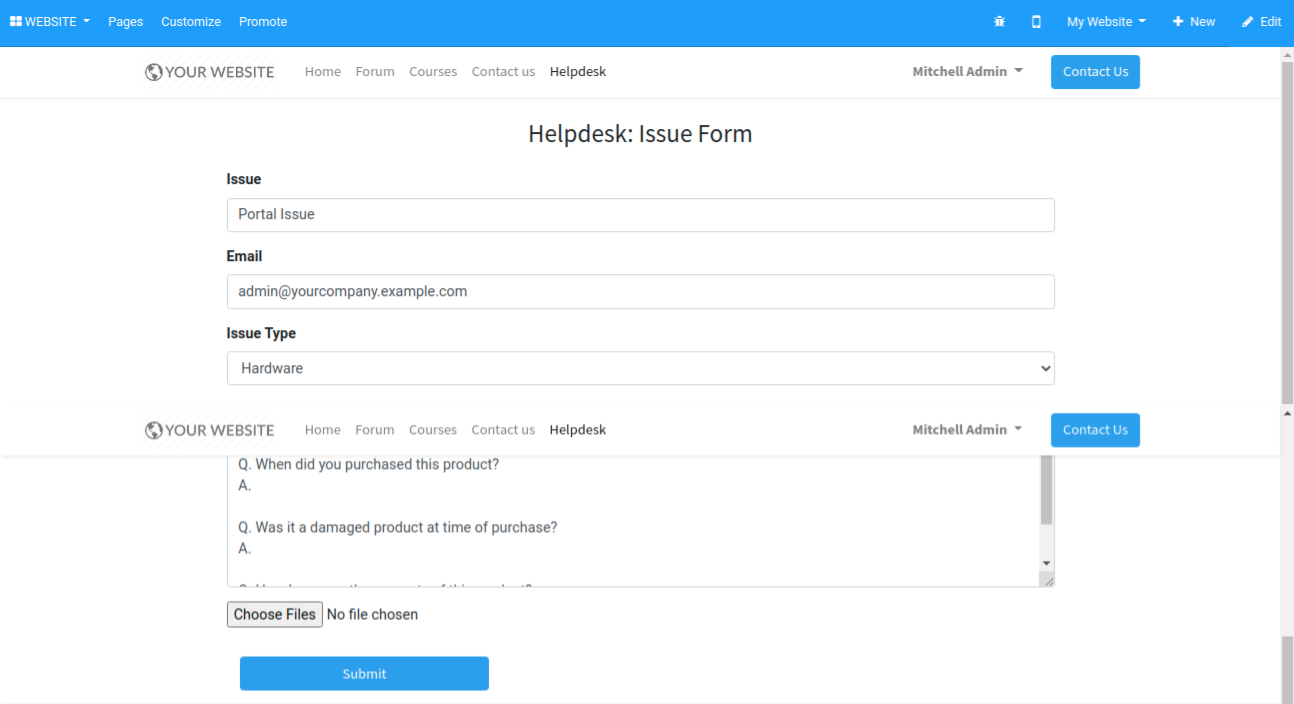 WEBSITE Pages Customize Promote My Website New Edit
YOUR WEBSITE Home Forum Courses Contact us Helpdesk Mitchell Admin Contact Us
Helpdesk: Issue Form
Issue
Portal Issue
Email
admin@yourcompany.example.com
Issue Type
Hardware
YOUR WEBSITE Home Forum Courses Contact us Helpdesk Mitchell Admin Contact Us
Q. When did you purchased this product?
A.
Q. Was it a damaged product at time of purchase?
A.
Choose Files No file chosen
Submit